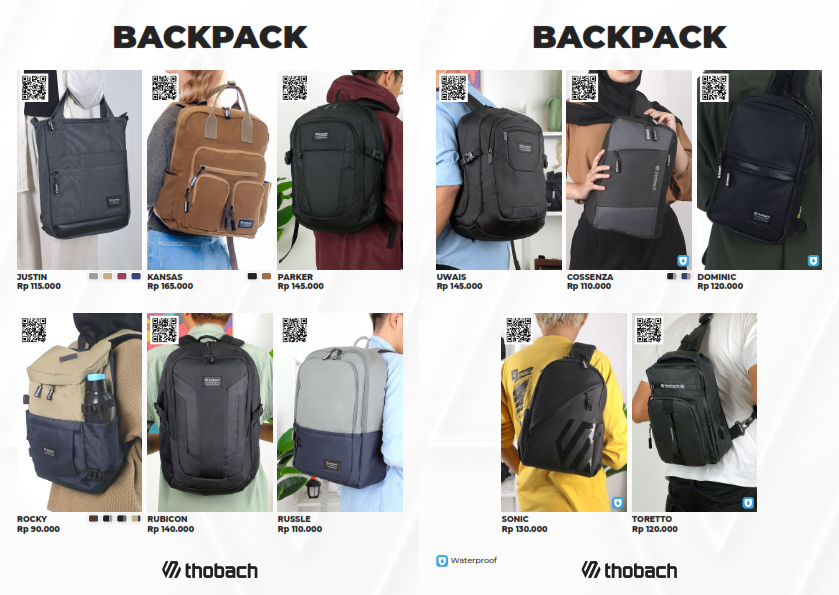 BACKPACK
JUSTIN
Rp 115.000
KANSAS
Rp 165.000
PARKER
Rp 145.000
ROCKY
Rp 90.000
RUBICON
Rp 140.000
RUSSLE
Rp 110.000
thobach
BACKPACK
UWAIS
Rp 145.000
COSSENZA
Rp 110.000
DOMINIC
Rp 120.000
SONIC
Rp 130.000
TORETTO
Rp 120.000
Waterproof
thobach